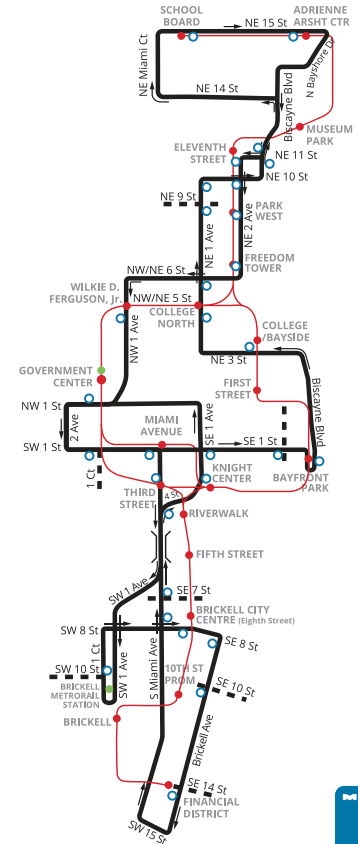 SCHOOL
BOARD
ADRIENNE
ARSHT CTR
NE 15 St
NE Miami Ct
N Bayshore Dr
NE 14 St
Biscayne Blvd
MUSEUM
PARK
ELEVENTH
STREET
NE 11 St
NE 10 St
NE 9 St
PARK
WEST
NE 1 Ave
NE 2 Ave
FREEDOM
TOWER
NW/NE 6 St
WILKIE D.
FERGUSON, Jr.
NW/NE 5 St
COLLEGE
NORTH
NW 1 Ave
COLLEGE
/BAYSIDE
NE 3 St
GOVERNMENT
CENTER
FIRST
STREET
Biscayne Blvd
NW 1 St
MIAMI
AVENUE
2 Ave
SE 1 Ave
SW 1 St
SE 1 St
1 Ct
KNIGHT
CENTER
BAYFRONT
PARK
THIRD
STREET
4 St
RIVERWALK
FIFTH STREET
SW 1 Ave
SE 7 St
BRICKELL CITY
CENTRE (Eighth Street)
SW 8 St
SE 8 St
1 Ct
SW 10 St
SW 1 Ave
S Miami Ave
10TH ST
PROM
BRICKELL
METRORAIL
STATION
SE 10 St
BRICKELL
Brickell Ave
SE 14 St
FINANCIAL
DISTRICT
SW 15 St
M